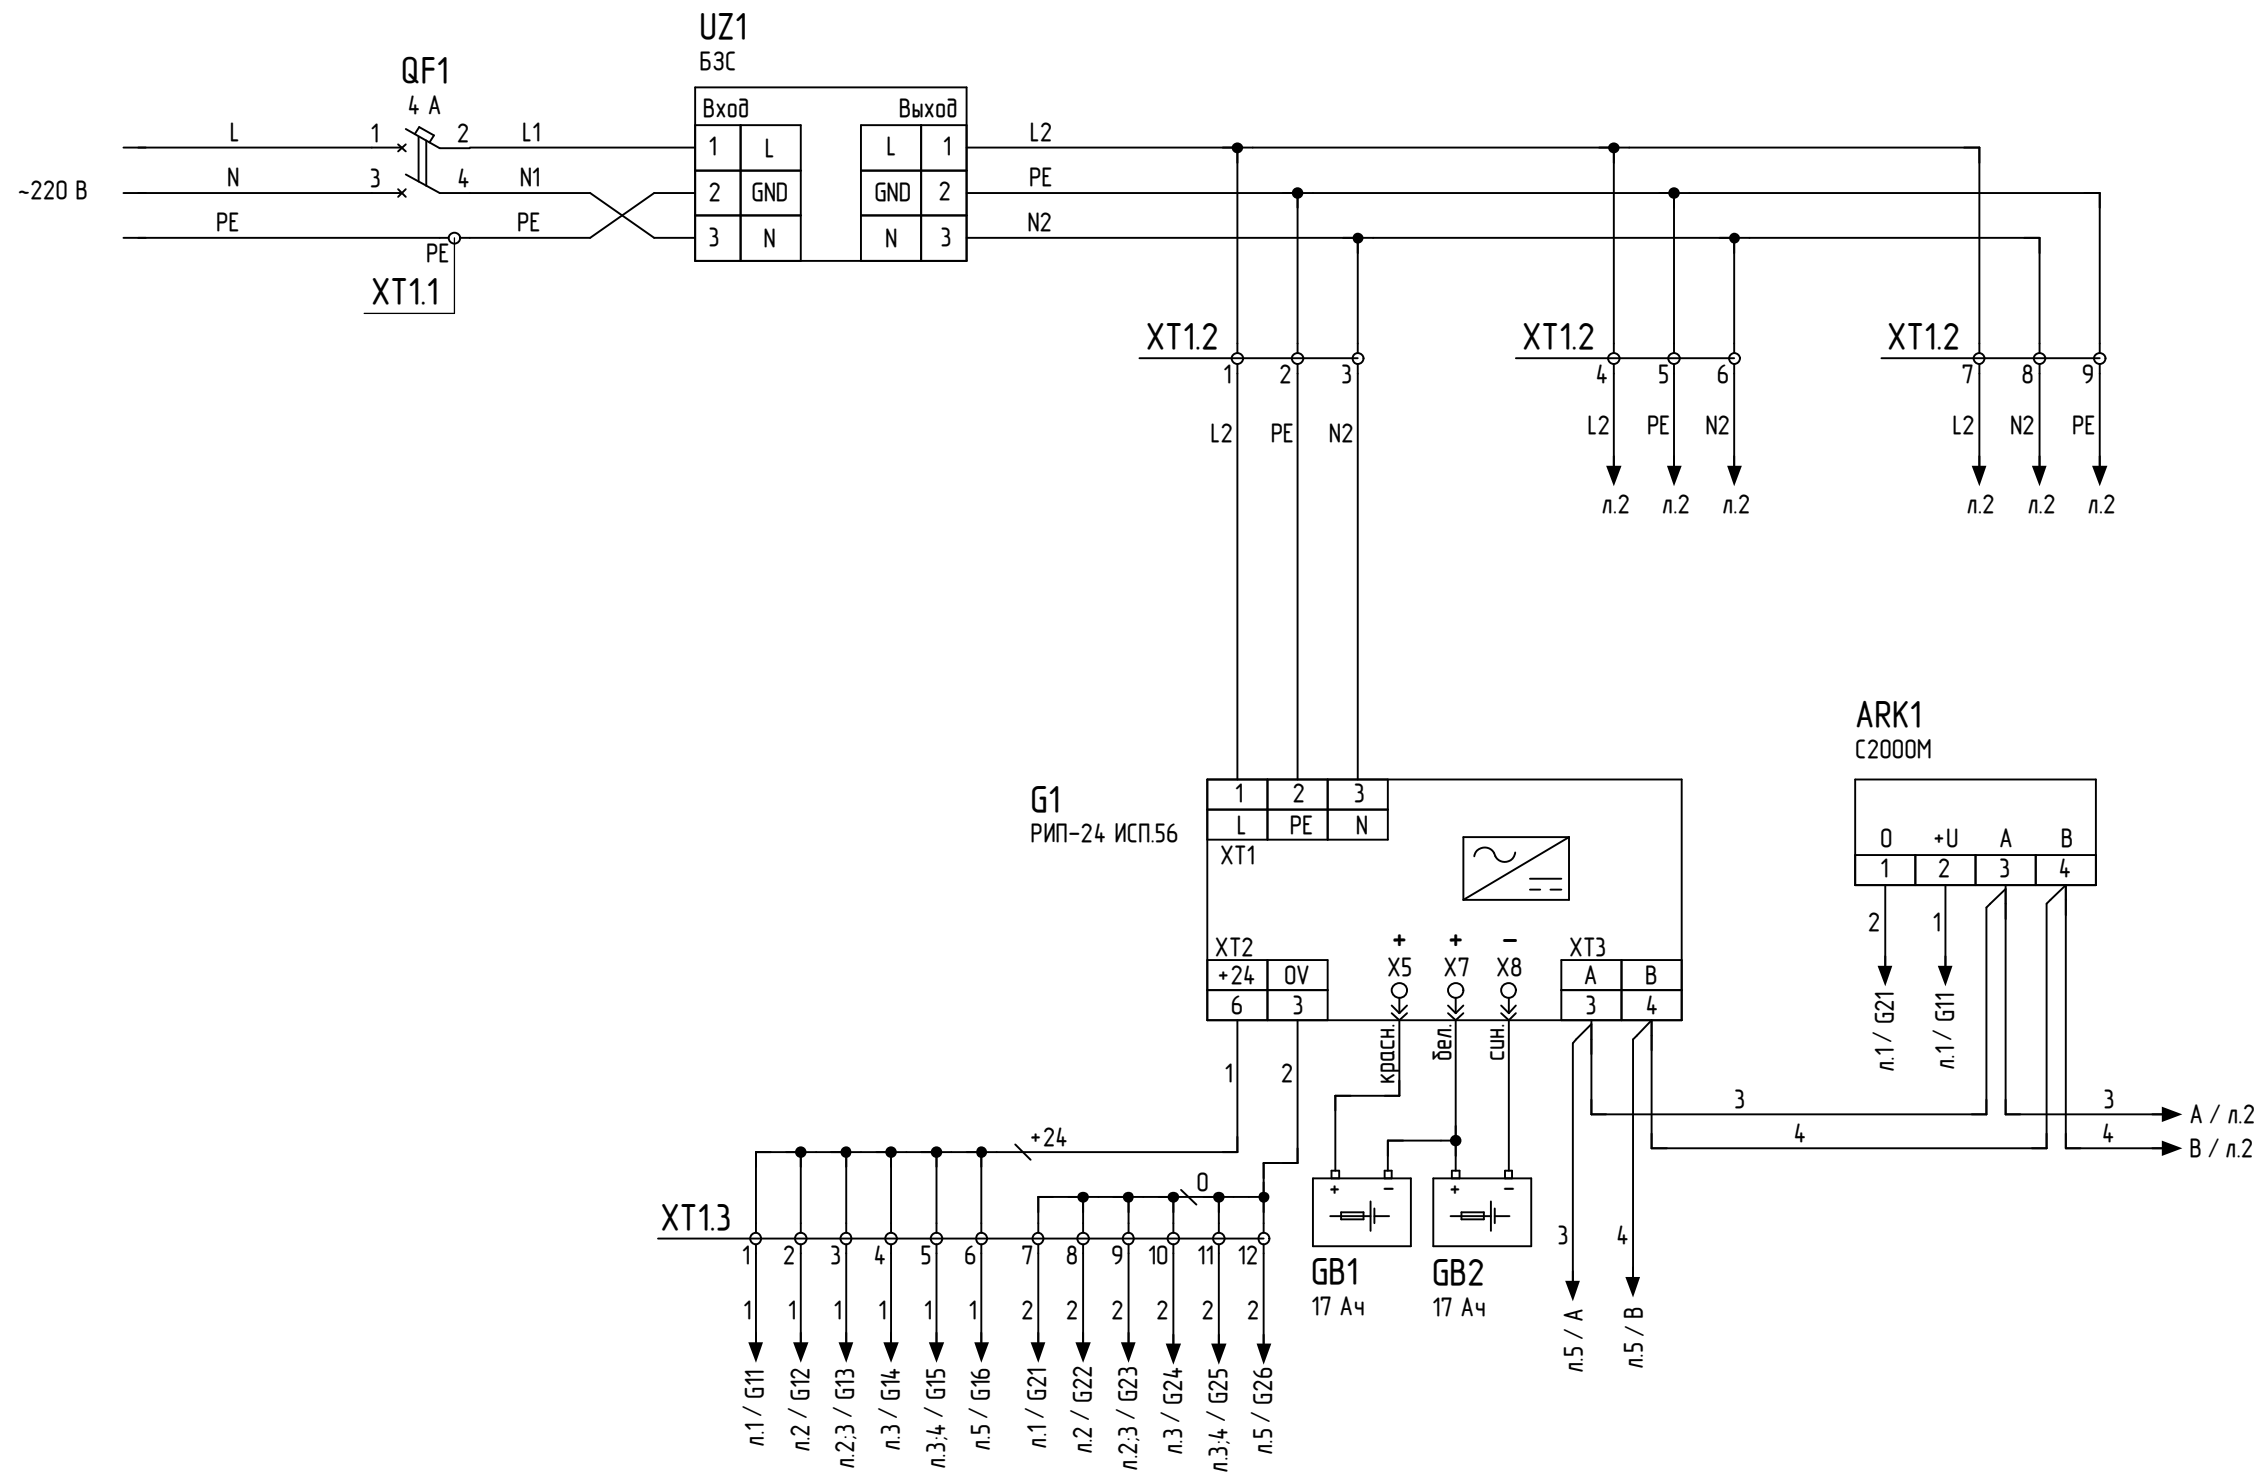 UZ1
БЗС
QF1
4 А
~220 В
L
1
2
L1
N
3
4
N1
PE
PE
PE
XT1.1
Вход
Выход
1
L
L
1
2
GND
GND
2
3
N
N
3
L2
PE
N2
XT1.2
1
2
3
XT1.2
4
5
6
XT1.2
7
8
9
L2
PE
N2
L2
PE
N2
L2
N2
PE
л.2
л.2
л.2
л.2
л.2
л.2
G1
РИП-24 ИСП.56
1
2
3
L
PE
N
XT1
XT2
+24
0V
6
3
+
+
-
X5
X7
X8
XT3
A
B
3
4
ARK1
С2000М
0
+U
A
B
1
2
3
4
2
1
л.1 / G21
л.1 / G11
красн.
бел.
син.
1
2
3
3
A / л.2
4
4
B / л.2
+24
0
XT1.3
1
2
3
4
5
6
7
8
9
10
11
12
1
1
1
1
1
1
2
2
2
2
2
2
л.1 / G11
л.2 / G12
л.2;3 / G13
л.3 / G14
л.3;4 / G15
л.5 / G16
л.1 / G21
л.2 / G22
л.2;3 / G23
л.3 / G24
л.3;4 / G25
л.5 / G26
+
-
+
-
GB1
17 Ач
GB2
17 Ач
3
4
л.5 / A
л.5 / B